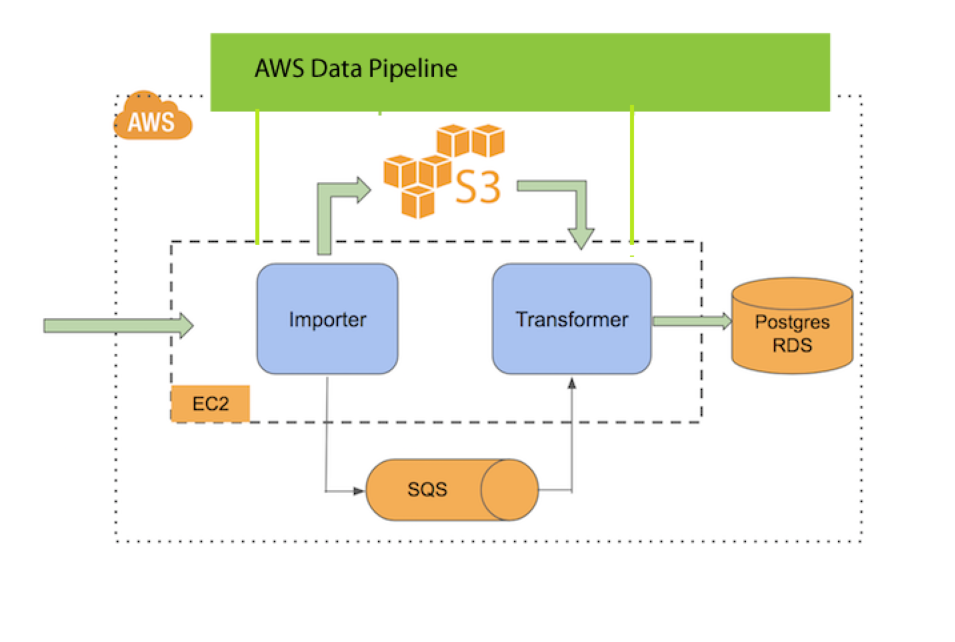 AWS Data Pipeline
AWS
S3
Importer
Transformer
Postgres
RDS
EC2
SQS